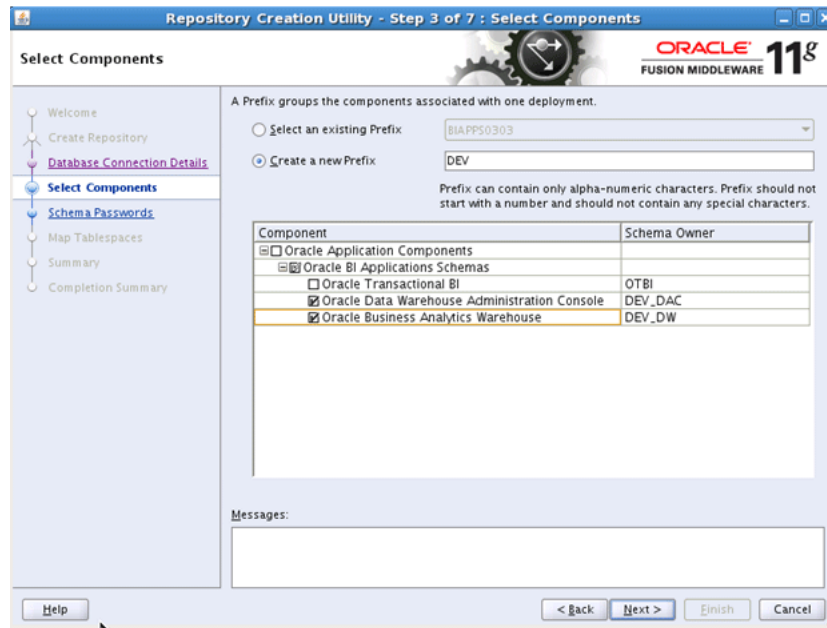 Repository Creation Utility - Step 3 of 7 : Select Components
Select Components
ORACLE
FUSION MIDDLEWARE 11g
Welcome
Create Repository
Database Connection Details
Select Components
Schema Passwords
Map Tablespaces
Summary
Completion Summary
A Prefix groups the components associated with one deployment.
Select an existing Prefix BIAPPS0303
Create a new Prefix DEV
Prefix can contain only alpha-numeric characters. Prefix should not
start with a number and should not contain any special characters.
Component Schema Owner
Oracle Application Components
Oracle BI Applications Schemas
Oracle Transactional BI OTBI
Oracle Data Warehouse Administration Console DEV_DAC
Oracle Business Analytics Warehouse DEV_DW
Messages:
Help < Back Next > Finish Cancel